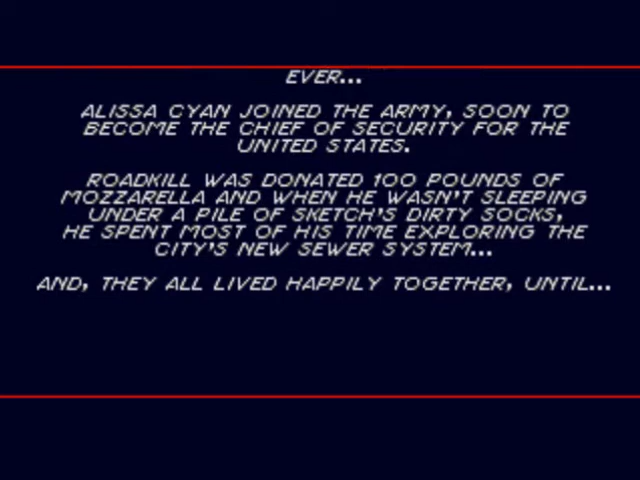 EVER...
ALISSA CYAN JOINED THE ARMY, SOON TO
BECOME THE CHIEF OF SECURITY FOR THE
UNITED STATES.
ROADKILL WAS DONATED 100 POUNDS OF
MOZZARELLA AND WHEN HE WASN'T SLEEPING
UNDER A PILE OF SKETCH'S DIRTY SOCKS,
HE SPENT MOST OF HIS TIME EXPLORING THE
CITY'S NEW SEWER SYSTEM...
AND, THEY ALL LIVED HAPPILY TOGETHER, UNTIL...